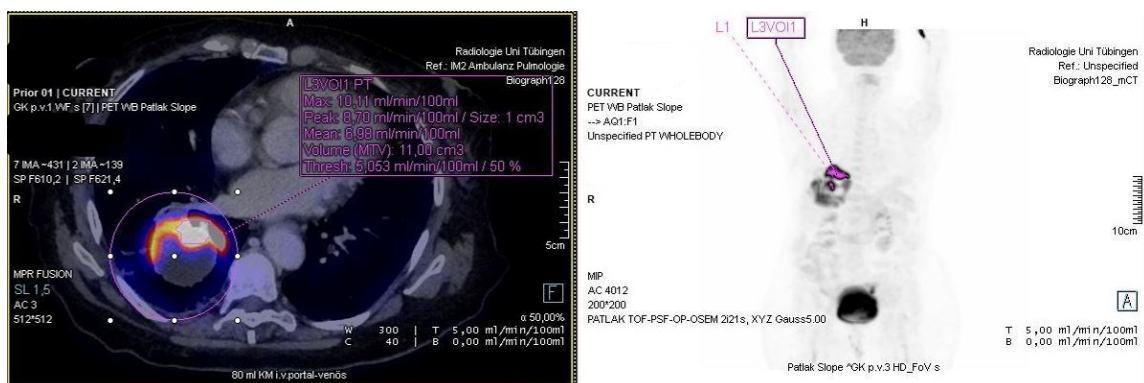 A
Radiologie Uni Tübingen
Ref.: IM2 Ambulanz Pulmologie
Biograph128
Prior 01 | CURRENT
GK p.v.1 WF s [7] | PET WB Patlak Slope
L3VOI1 PT
Max: 10,11 ml/min/100ml
Peak: 8,70 ml/min/100ml / Size: 1 cm3
Mean: 6,98 ml/min/100ml
Volume (MTV): 11,00 cm3
Thresh: 5,053 ml/min/100ml / 50 %
7 IMA -431 | 2 IMA -139
SP F610,2 | SP F621,4
R
5cm
MPR FUSION
SL 1,5
AC 3
512*512
F
α 50,00%
W 300 | T 5,00 ml/min/100ml
C 40 | B 0,00 ml/min/100ml
80 ml KM i.v.portal-venös
L1
L3VOI1
H
Radiologie Uni Tübingen
Ref.: Unspecified
Biograph128_mCT
CURRENT
PET WB Patlak Slope
--> AQ1:F1
Unspecified PT WHOLEBODY
R
10cm
MIP
AC 4012
200*200
PATLAK TOF-PSF-OP-OSEM 2i21s, XYZ Gauss5.00
A
T 5,00 ml/min/100ml
B 0,00 ml/min/100ml
Patlak Slope ^GK p.v.3 HD_FoV s